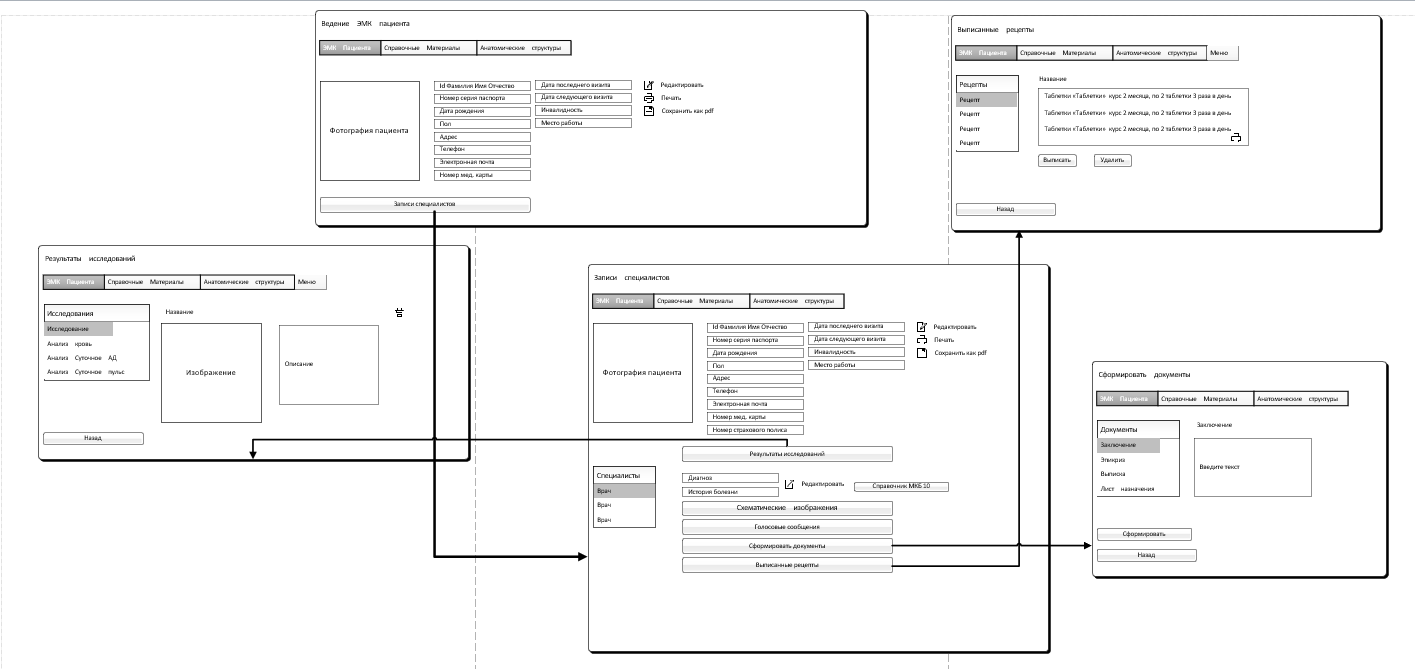 Ведение ЭМК пациента
ЭМК Пациента Справочные Материалы Анатомические структуры
Фотография пациента
Id Фамилия Имя Отчество
Номер серия паспорта
Дата рождения
Пол
Адрес
Телефон
Электронная почта
Номер мед. карты
Дата последнего визита
Дата следующего визита
Инвалидность
Место работы
Редактировать
Печать
Сохранить как pdf
Записи специалистов
Выписанные рецепты
ЭМК Пациента Справочные Материалы Анатомические структуры Меню
Рецепты
Рецепт
Рецепт
Рецепт
Рецепт
Название
Таблетки «Таблетки» курс 2 месяца, по 2 таблетки 3 раза в день
Таблетки «Таблетки» курс 2 месяца, по 2 таблетки 3 раза в день
Таблетки «Таблетки» курс 2 месяца, по 2 таблетки 3 раза в день
Выписать Удалить
Назад
Результаты исследований
ЭМК Пациента Справочные Материалы Анатомические структуры Меню
Исследования
Исследование
Анализ кровь
Анализ Суточное АД
Анализ Суточное пульс
Название
Изображение
Описание
Назад
Записи специалистов
ЭМК Пациента Справочные Материалы Анатомические структуры
Фотография пациента
Id Фамилия Имя Отчество
Номер серия паспорта
Дата рождения
Пол
Адрес
Телефон
Электронная почта
Номер мед. карты
Номер страхового полиса
Дата последнего визита
Дата следующего визита
Инвалидность
Место работы
Редактировать
Печать
Сохранить как pdf
Результаты исследований
Специалисты
Врач
Врач
Врач
Диагноз
История болезни
Редактировать
Справочник МКБ 10
Схематические изображения
Голосовые сообщения
Сформировать документы
Выписанные рецепты
Сформировать документы
ЭМК Пациента Справочные Материалы Анатомические структуры
Документы
Заключение
Эпикриз
Выписка
Лист назначения
Заключение
Введите текст
Сформировать
Назад